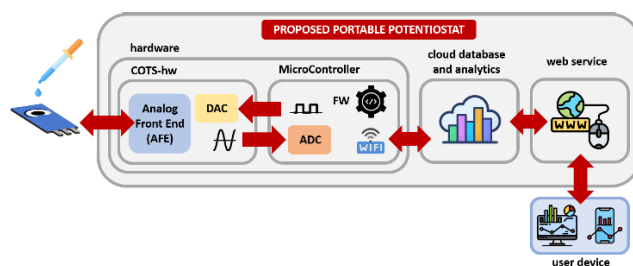 PROPOSED PORTABLE POTENTIOSTAT
hardware
COTS-hw
Analog
Front End
(AFE)
DAC
MicroController
FW
ADC
WiFi
cloud database
and analytics
web service
WWW
user device